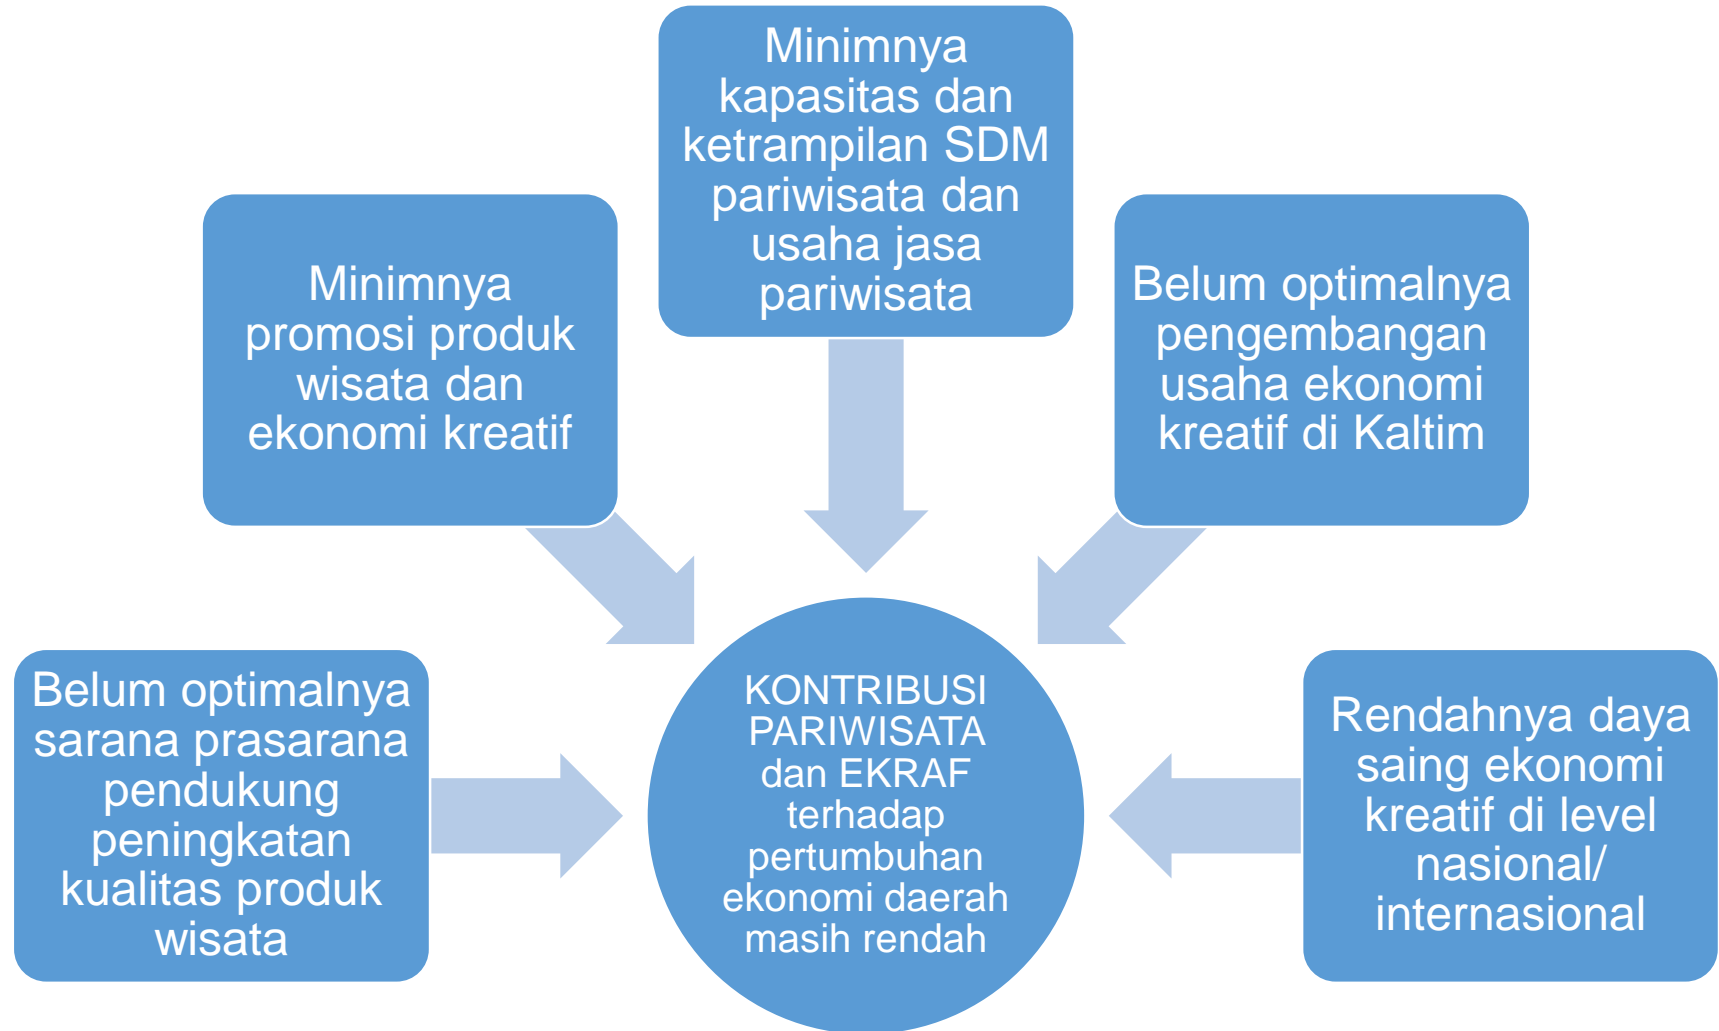 Minimnya
kapasitas dan
ketrampilan SDM
pariwisata dan
usaha jasa
pariwisata
Minimnya
promosi produk
wisata dan
ekonomi kreatif
Belum optimalnya
pengembangan
usaha ekonomi
kreatif di Kaltim
Belum optimalnya
sarana prasarana
pendukung
peningkatan
kualitas produk
wisata
KONTRIBUSI
PARIWISATA
dan EKRAF
terhadap
pertumbuhan
ekonomi daerah
masih rendah
Rendahnya daya
saing ekonomi
kreatif di level
nasional/
internasional